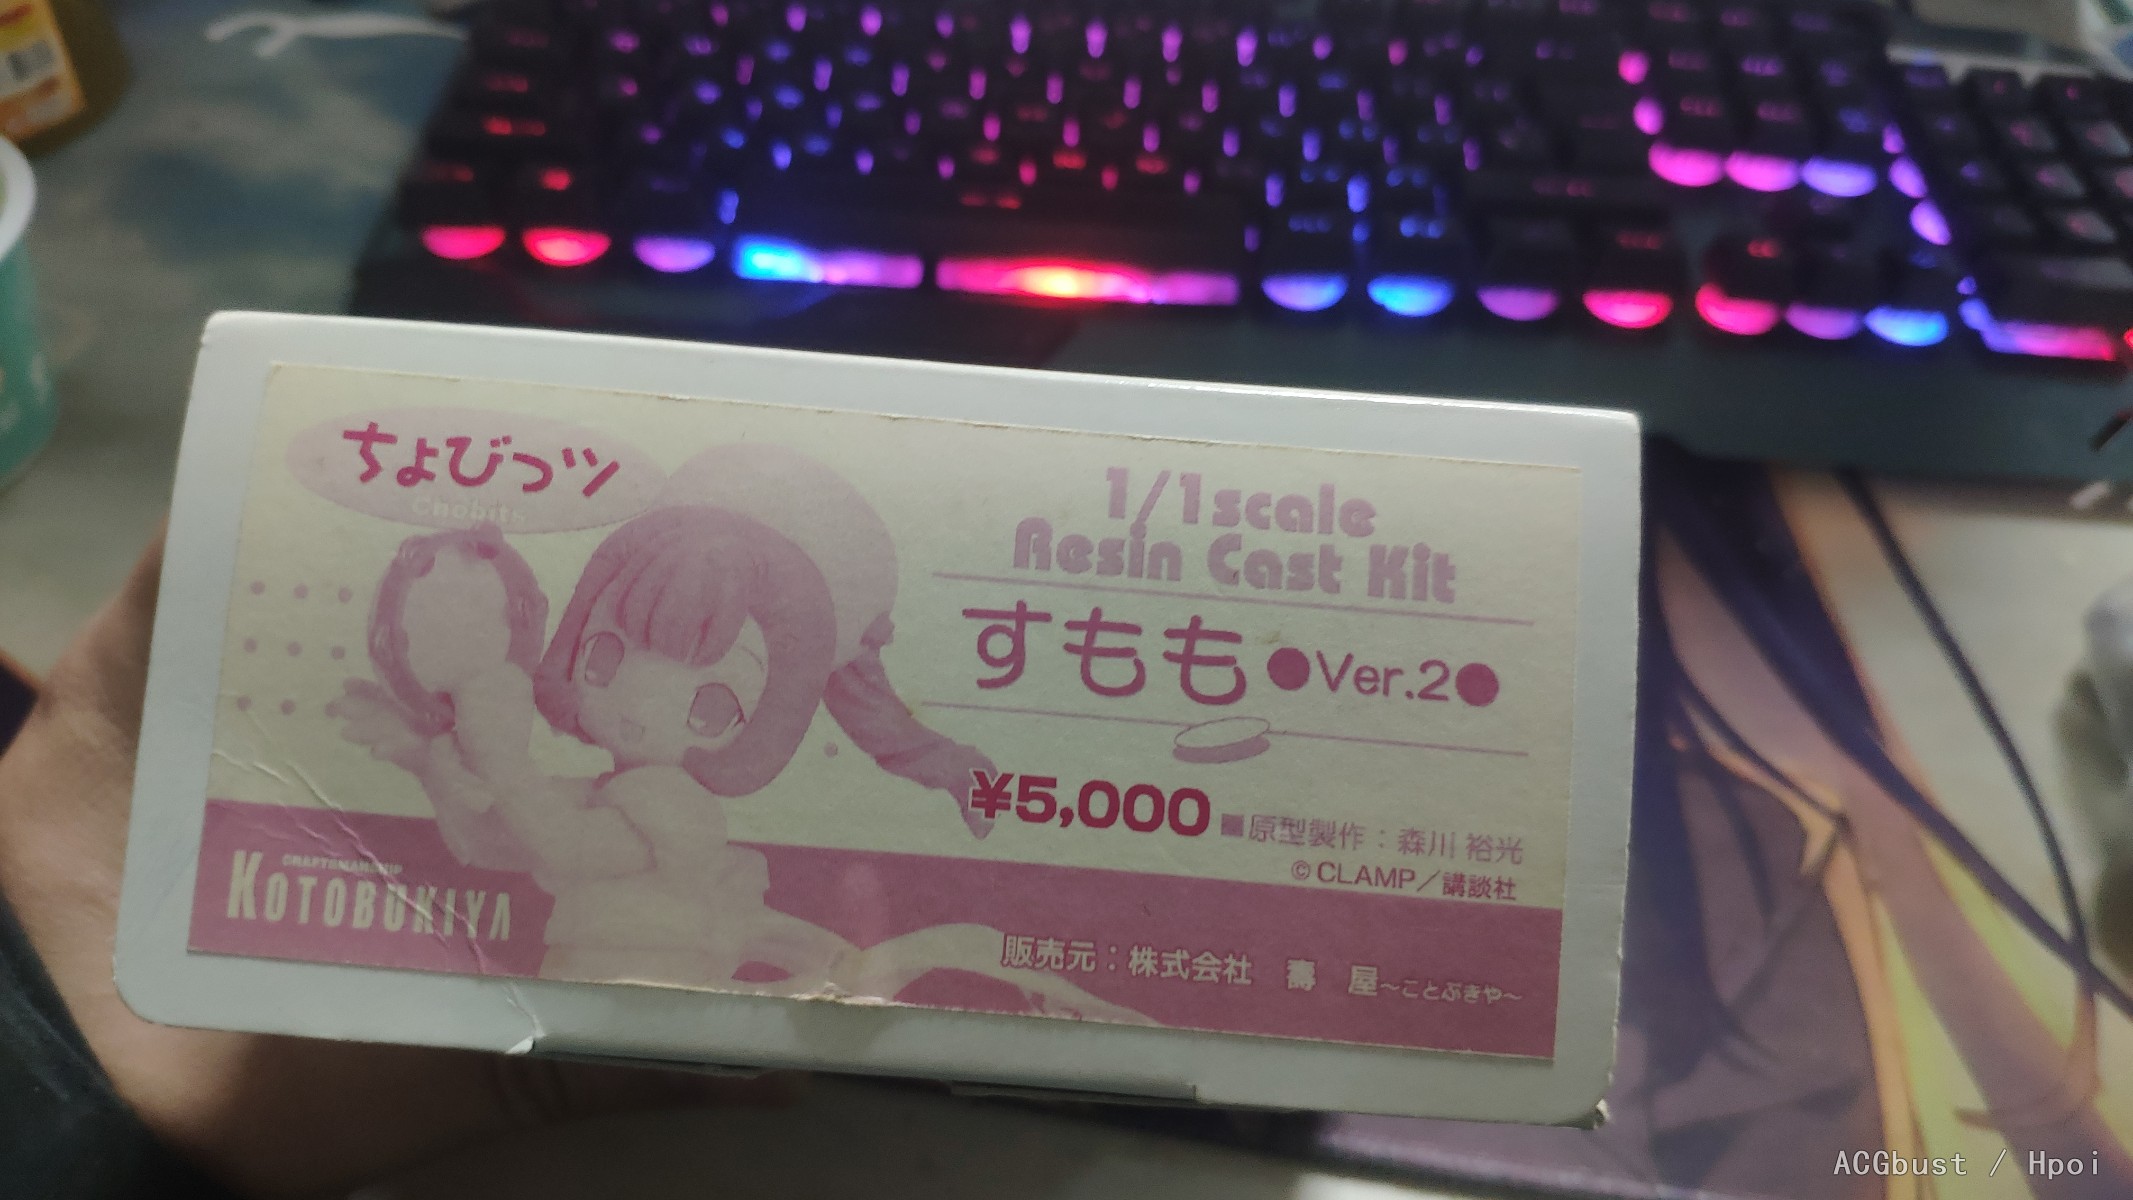 ちょびっツ
Chobits
1/1scale
Resin Cast Kit
すもも●Ver.2●
¥5,000
■原型製作：森川 裕光
©CLAMP／講談社
CRAFTSMANSHIP
KOTOBUKIYA
販売元：株式会社 壽 屋～ことぶきや～
ACGbust / Hpoi